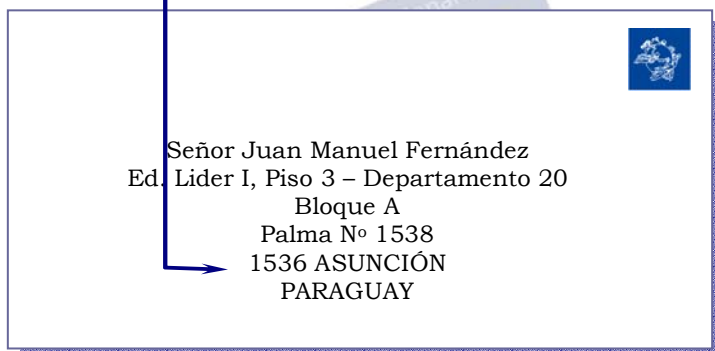 Señor Juan Manuel Fernández
Ed. Lider I, Piso 3 – Departamento 20
Bloque A
Palma Nº 1538
1536 ASUNCIÓN
PARAGUAY